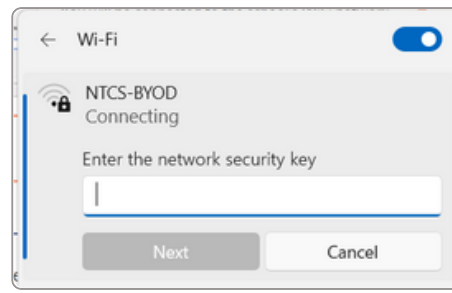 Wi-Fi
NTCS-BYOD
Connecting
Enter the network security key
Next
Cancel